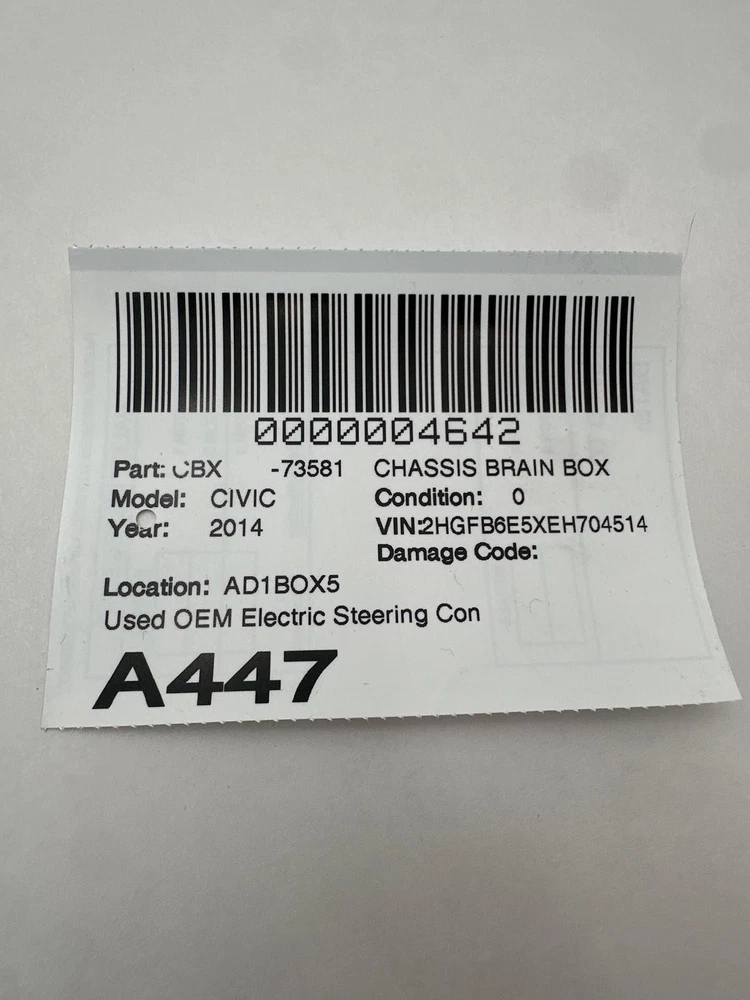 0000004642
Part: CBX -73581 CHASSIS BRAIN BOX
Model: CIVIC Condition: 0
Year: 2014 VIN:2HGFB6E5XEH704514
Damage Code:
Location: AD1BOX5
Used OEM Electric Steering Con
A447